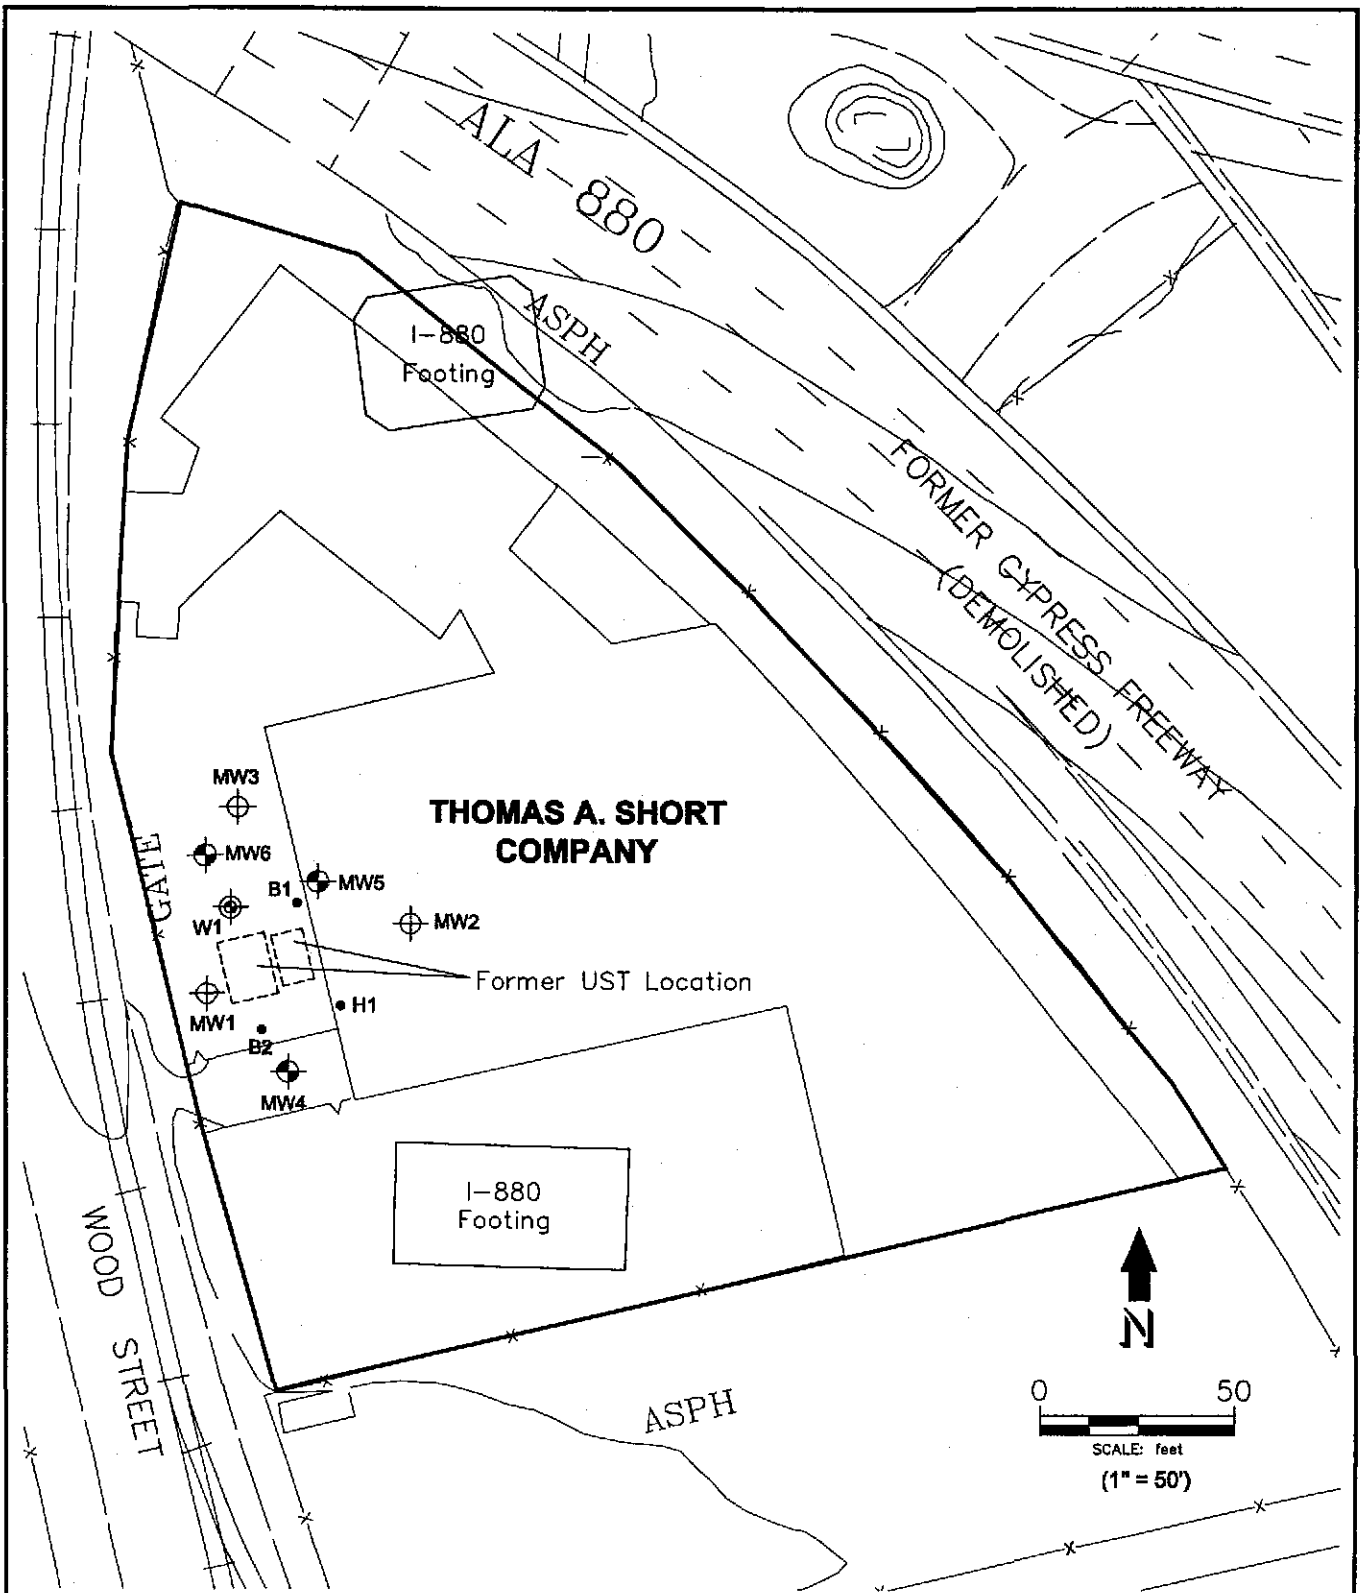 ALA 880
ASPH
I-880
Footing
FORMER CYPRESS FREEWAY
(DEMOLISHED)
MW3
THOMAS A. SHORT
COMPANY
GATE
MW6
MW5
B1
W1
MW2
Former UST Location
MW1
H1
B2
MW4
I-880
Footing
WOOD STREET
N
ASPH
0 50
SCALE: feet
(1" = 50')